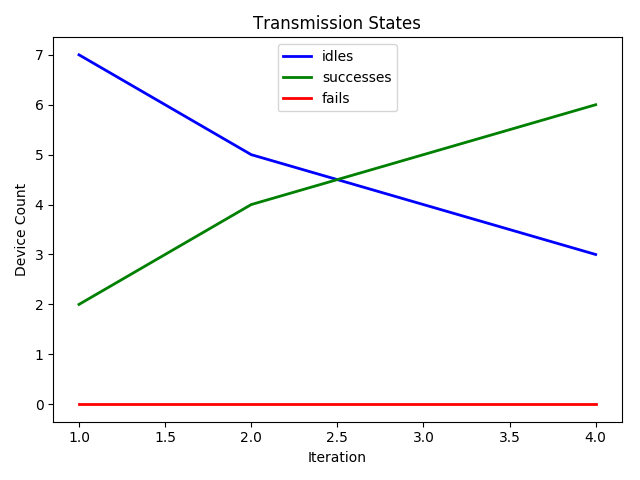 Transmission States
idles
successes
fails
Device Count
7
6
5
4
3
2
1
0
1.0 1.5 2.0 2.5 3.0 3.5 4.0
Iteration